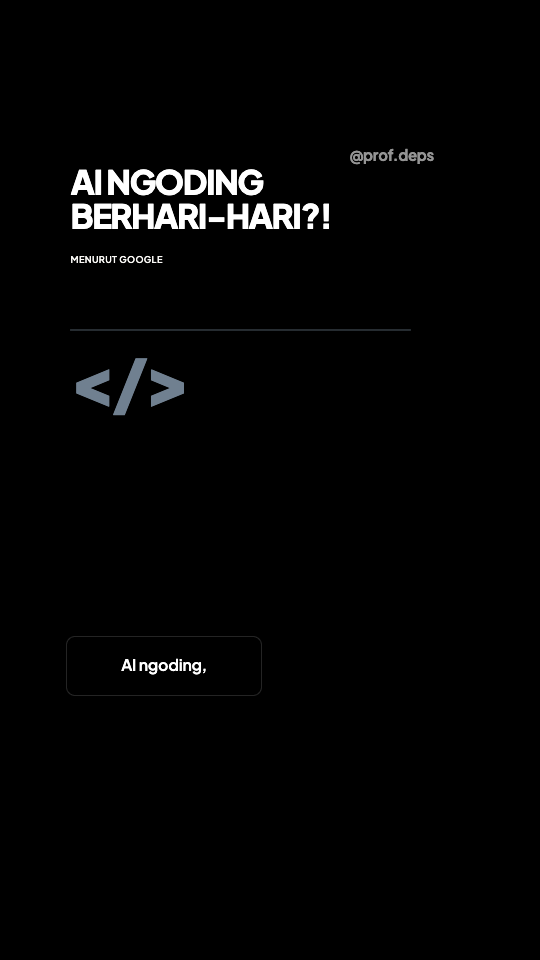 @prof.deps
AI NGODING
BERHARI-HARI?!
MENURUT GOOGLE
</>
AI ngoding,